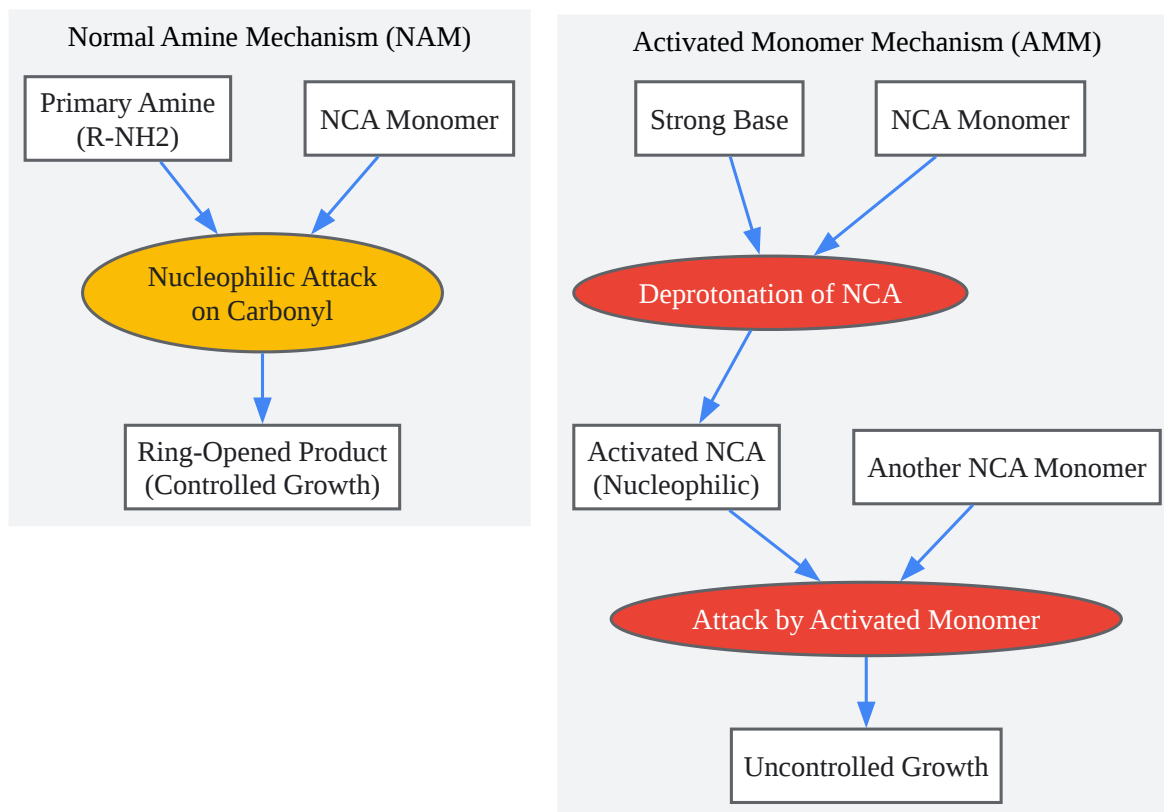 Normal Amine Mechanism (NAM)
Primary Amine
(R-NH2)
NCA Monomer
Nucleophilic Attack
on Carbonyl
Ring-Opened Product
(Controlled Growth)
Activated Monomer Mechanism (AMM)
Strong Base
NCA Monomer
Deprotonation of NCA
Activated NCA
(Nucleophilic)
Another NCA Monomer
Attack by Activated Monomer
Uncontrolled Growth